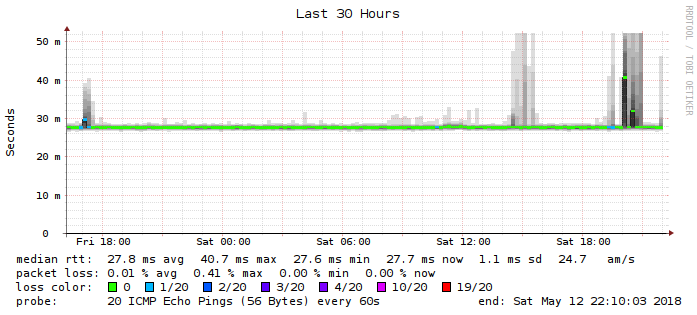 Last 30 Hours
RRDTOOL / TOBI OETIKER
Seconds
50 m
40 m
30 m
20 m
10 m
0
Fri 18:00 Sat 00:00 Sat 06:00 Sat 12:00 Sat 18:00
median rtt: 27.8 ms avg 40.7 ms max 27.6 ms min 27.7 ms now 1.1 ms sd 24.7 am/s
packet loss: 0.01 % avg 0.41 % max 0.00 % min 0.00 % now
loss color: 0 1/20 2/20 3/20 4/20 10/20 19/20
probe: 20 ICMP Echo Pings (56 Bytes) every 60s end: Sat May 12 22:10:03 2018